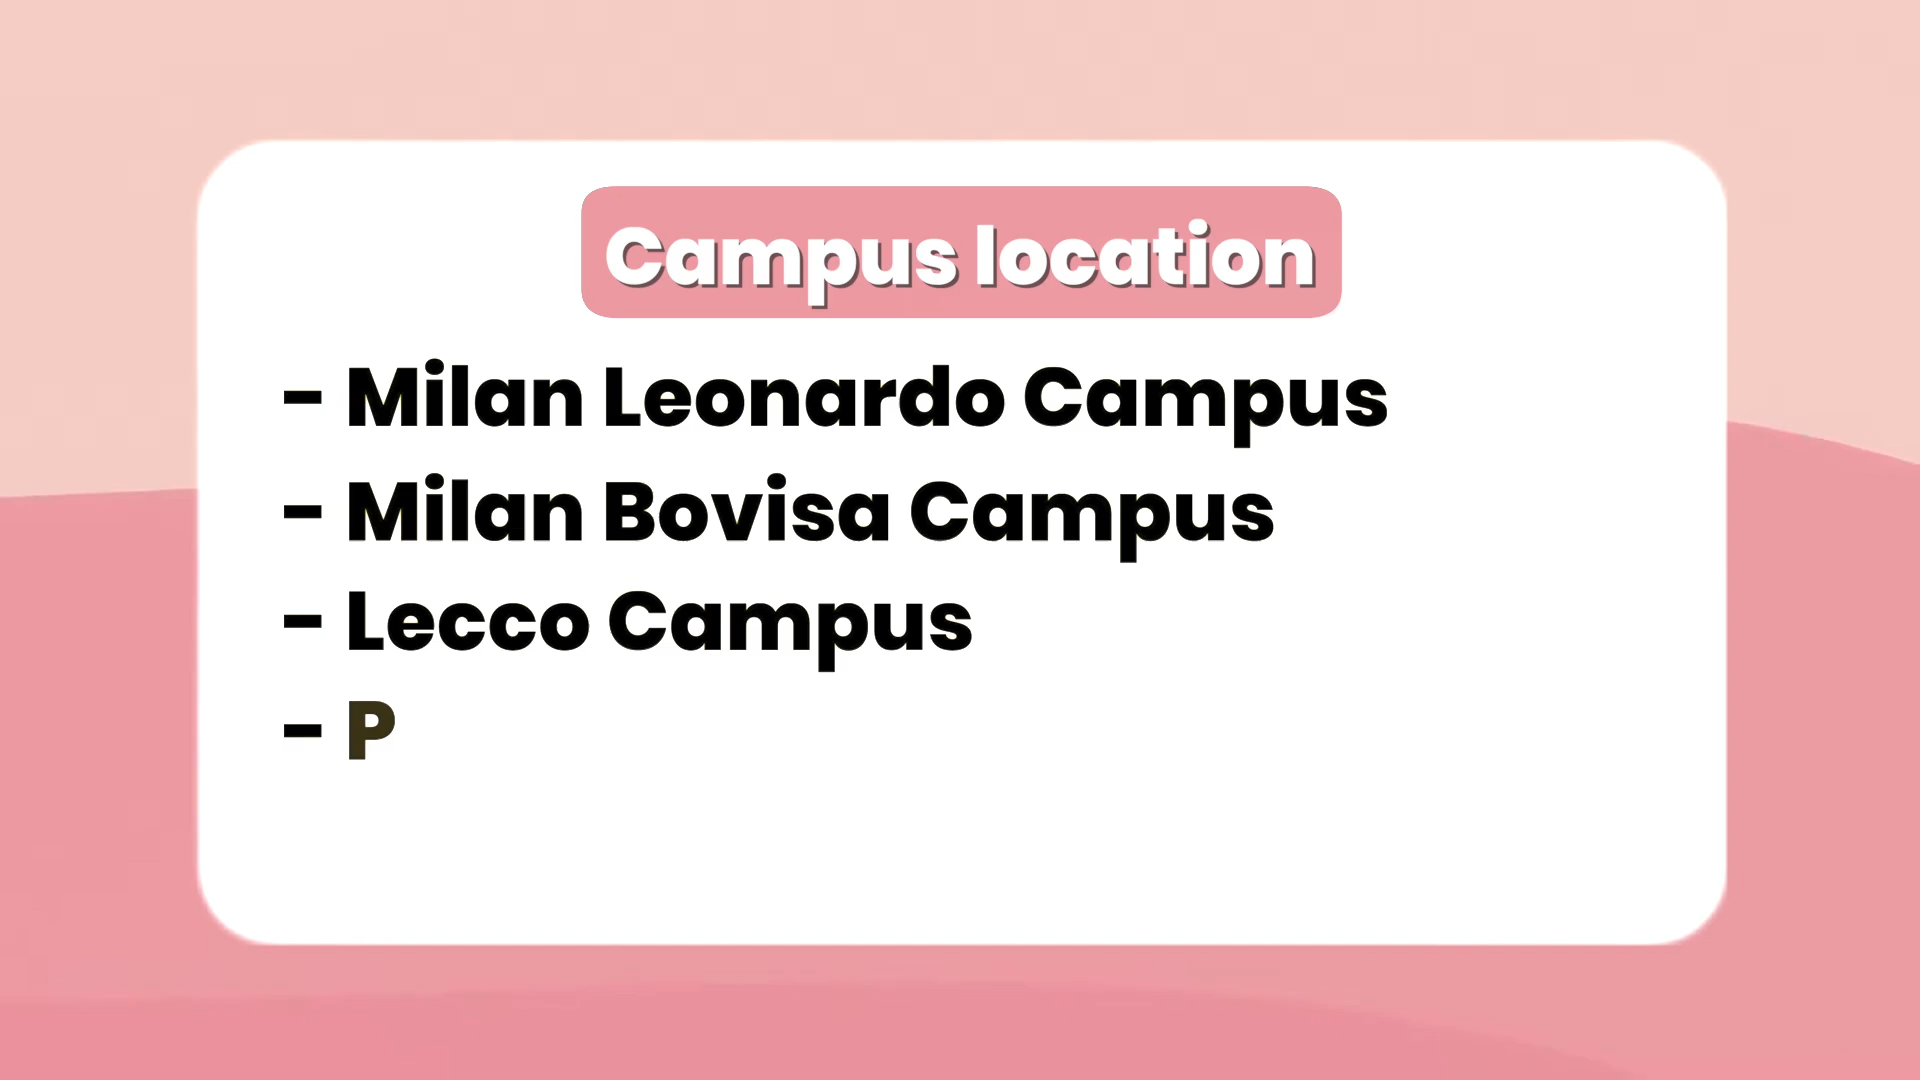 Campus location
- Milan Leonardo Campus
- Milan Bovisa Campus
- Lecco Campus
- P